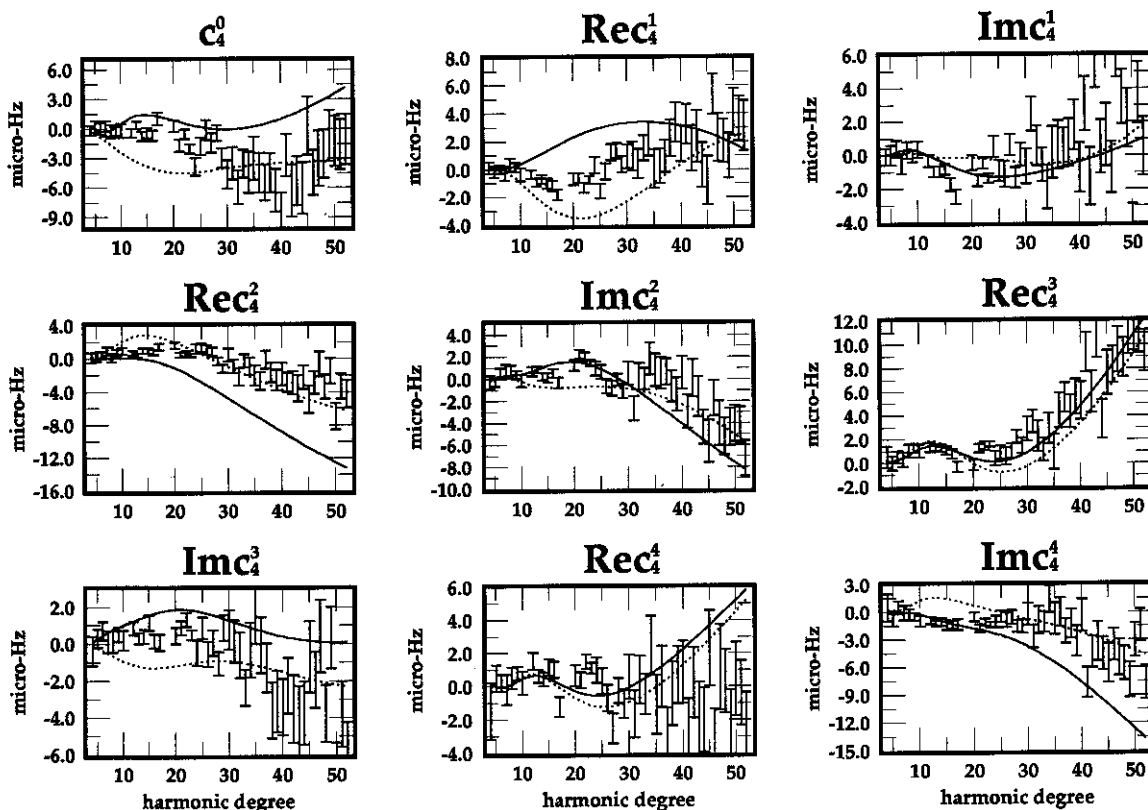 c₄⁰ Rec₄¹ Imc₄¹
6.0 8.0 6.0
3.0 6.0 4.0
0.0 4.0 2.0
-3.0 2.0 0.0
-6.0 0.0 -2.0
-9.0 -2.0 -4.0
-4.0
micro-Hz micro-Hz micro-Hz
10 20 30 40 50 10 20 30 40 50 10 20 30 40 50
Rec₄² Imc₄² Rec₄³
4.0 4.0 12.0
0.0 2.0 10.0
-4.0 0.0 8.0
-8.0 -2.0 6.0
-12.0 -4.0 4.0
-16.0 -6.0 2.0
-8.0 0.0
-10.0 -2.0
micro-Hz micro-Hz micro-Hz
10 20 30 40 50 10 20 30 40 50 10 20 30 40 50
Imc₄³ Rec₄⁴ Imc₄⁴
2.0 6.0 3.0
0.0 4.0 0.0
-2.0 2.0 -3.0
-4.0 0.0 -6.0
-6.0 -2.0 -9.0
-4.0 -12.0
-15.0
micro-Hz micro-Hz micro-Hz
10 20 30 40 50 10 20 30 40 50 10 20 30 40 50
harmonic degree harmonic degree harmonic degree